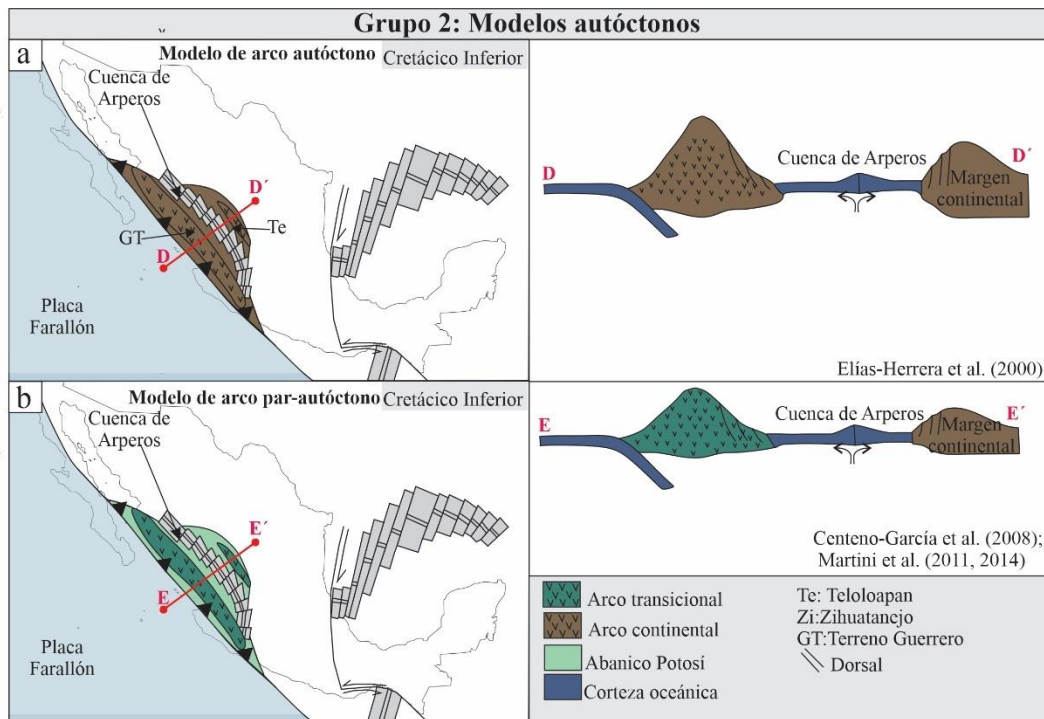 Grupo 2: Modelos autóctonos
a
Modelo de arco autóctono
Cretácico Inferior
Cuenca de
Arperos
D´
GT
Te
D
Placa
Farallón
D
Cuenca de Arperos
D´
Margen
continental
Elías-Herrera et al. (2000)
b
Modelo de arco par-autóctono
Cretácico Inferior
Cuenca de
Arperos
E´
E
Placa
Farallón
E
Cuenca de Arperos
E´
Margen
continental
Centeno-García et al. (2008);
Martini et al. (2011, 2014)
Arco transicional
Arco continental
Abanico Potosí
Corteza oceánica
Te: Teloloapan
Zi:Zihuatanejo
GT:Terreno Guerrero
Dorsal